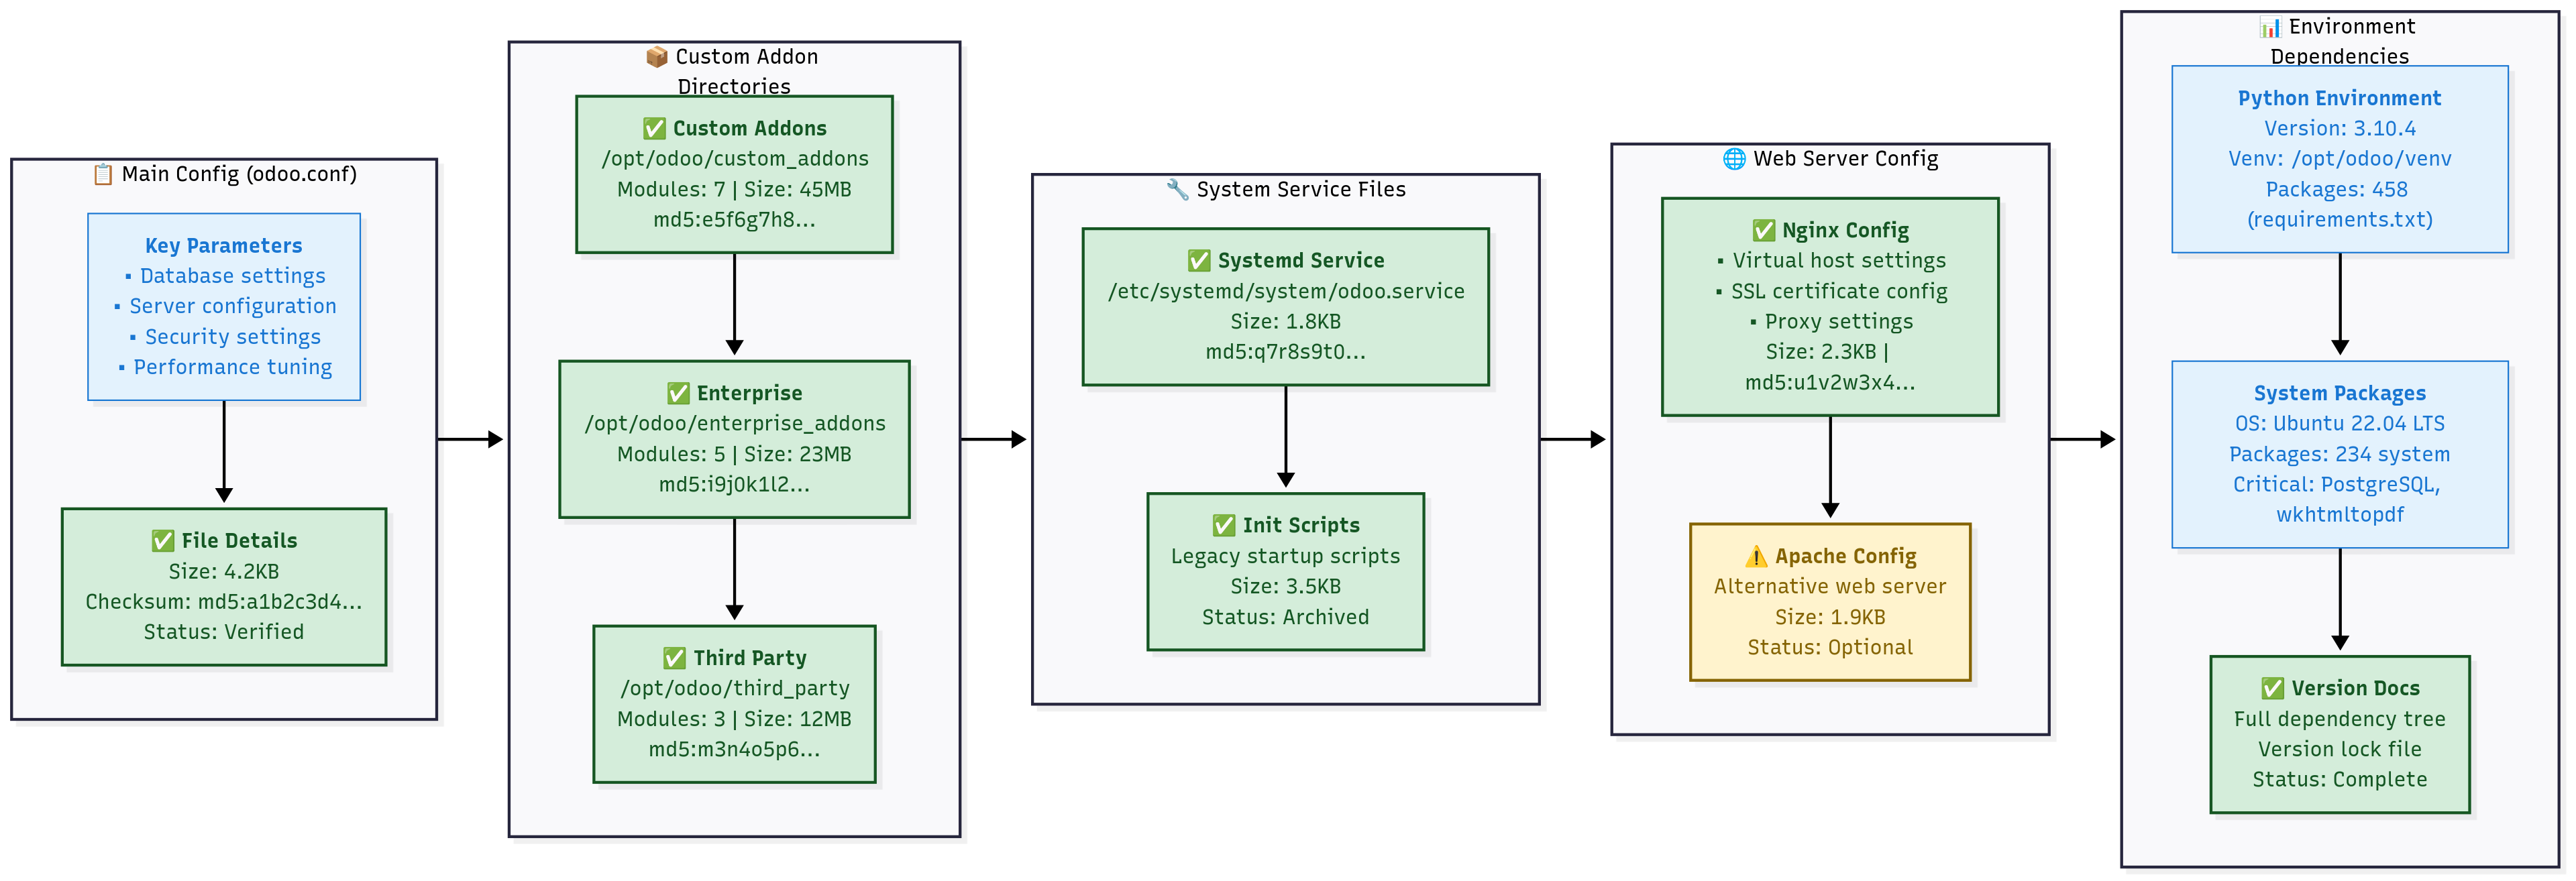 📋 Main Config (odoo.conf)
Key Parameters
▪ Database settings
▪ Server configuration
▪ Security settings
▪ Performance tuning
✅ File Details
Size: 4.2KB
Checksum: md5:a1b2c3d4...
Status: Verified
📦 Custom Addon
Directories
✅ Custom Addons
/opt/odoo/custom_addons
Modules: 7 | Size: 45MB
md5:e5f6g7h8...
✅ Enterprise
/opt/odoo/enterprise_addons
Modules: 5 | Size: 23MB
md5:i9j0k1l2...
✅ Third Party
/opt/odoo/third_party
Modules: 3 | Size: 12MB
md5:m3n4o5p6...
🔧 System Service Files
✅ Systemd Service
/etc/systemd/system/odoo.service
Size: 1.8KB
md5:q7r8s9t0...
✅ Init Scripts
Legacy startup scripts
Size: 3.5KB
Status: Archived
🌐 Web Server Config
✅ Nginx Config
▪ Virtual host settings
▪ SSL certificate config
▪ Proxy settings
Size: 2.3KB |
md5:u1v2w3x4...
⚠️ Apache Config
Alternative web server
Size: 1.9KB
Status: Optional
📊 Environment
Dependencies
Python Environment
Version: 3.10.4
Venv: /opt/odoo/venv
Packages: 458
(requirements.txt)
System Packages
OS: Ubuntu 22.04 LTS
Packages: 234 system
Critical: PostgreSQL,
wkhtmltopdf
✅ Version Docs
Full dependency tree
Version lock file
Status: Complete